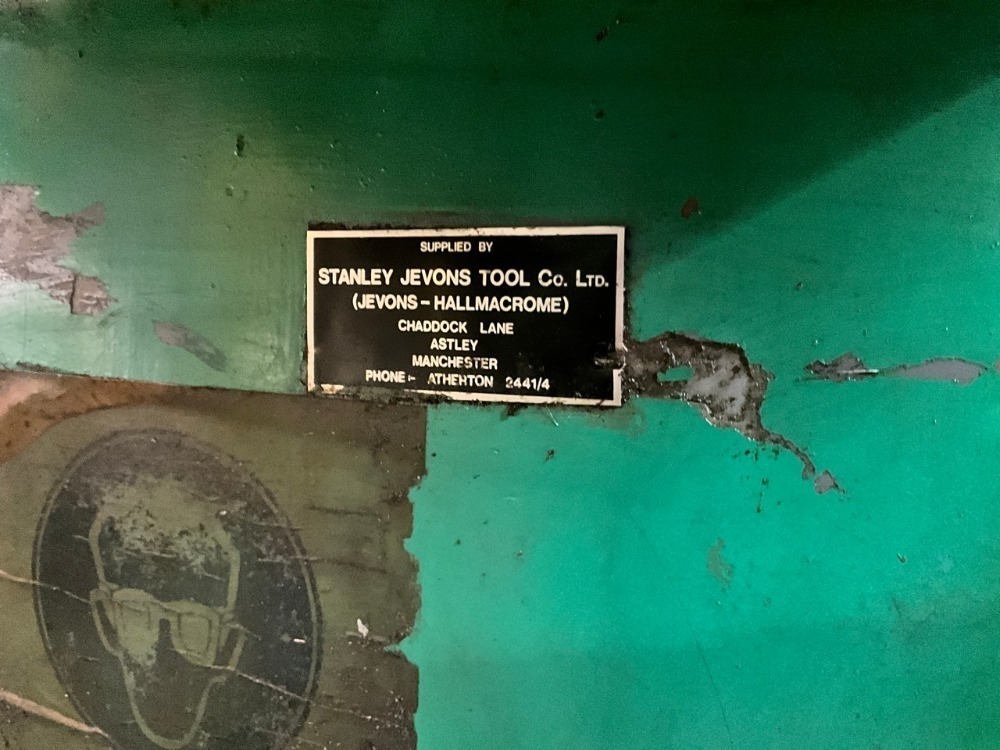 SUPPLIED BY
STANLEY JEVONS TOOL Co. LTD.
(JEVONS - HALLMACROME)
CHADDOCK LANE
ASTLEY
MANCHESTER
PHONE:- ATHERTON 2441/4